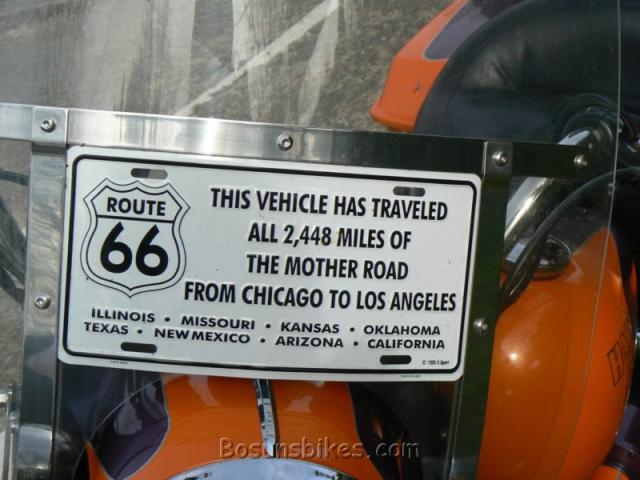 ROUTE
66
THIS VEHICLE HAS TRAVELED
ALL 2,448 MILES OF
THE MOTHER ROAD
FROM CHICAGO TO LOS ANGELES
ILLINOIS • MISSOURI • KANSAS • OKLAHOMA
TEXAS • NEW MEXICO • ARIZONA • CALIFORNIA
Bosunsbikes.com